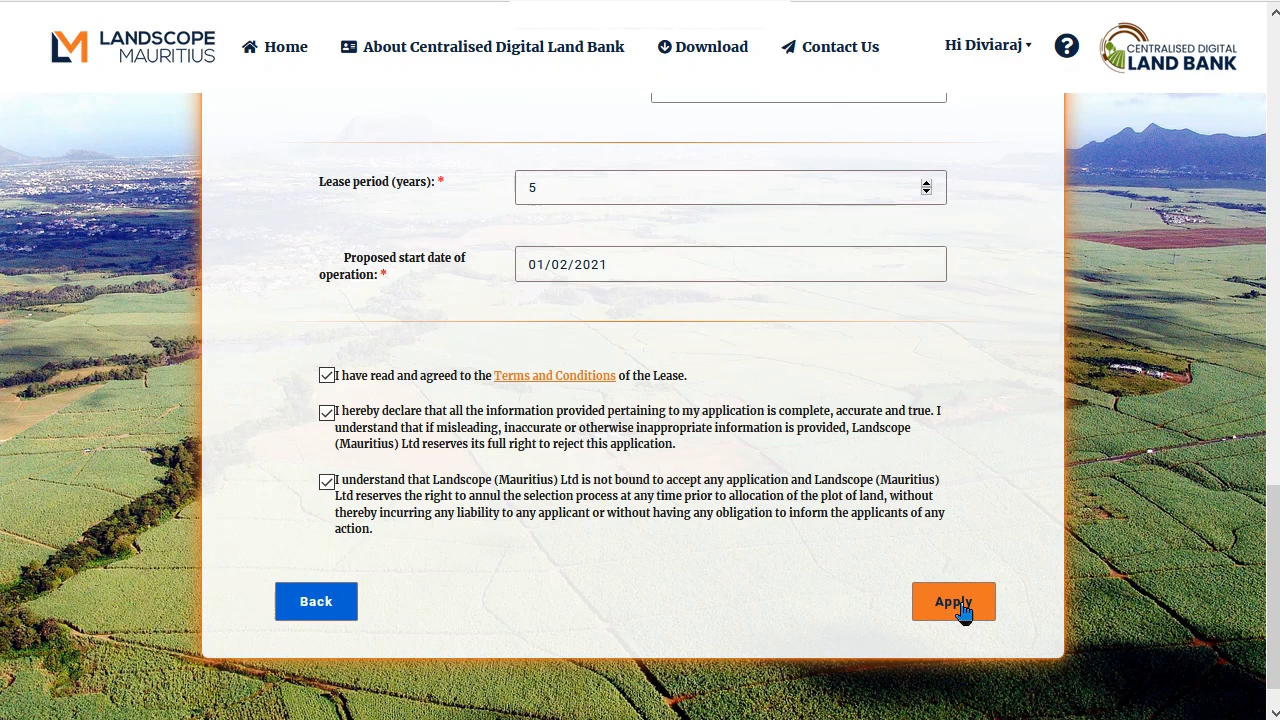 LANDSCOPE
MAURITIUS
Home
About Centralised Digital Land Bank
Download
Contact Us
Hi Diviaraj
?
CENTRALISED DIGITAL
LAND BANK
Lease period (years): *
5
Proposed start date of
operation: *
01/02/2021
I have read and agreed to the Terms and Conditions of the Lease.
I hereby declare that all the information provided pertaining to my application is complete, accurate and true. I
understand that if misleading, inaccurate or otherwise inappropriate information is provided, Landscope
(Mauritius) Ltd reserves its full right to reject this application.
I understand that Landscope (Mauritius) Ltd is not bound to accept any application and Landscope (Mauritius)
Ltd reserves the right to annul the selection process at any time prior to allocation of the plot of land, without
thereby incurring any liability to any applicant or without having any obligation to inform the applicants of any
action.
Back
Apply